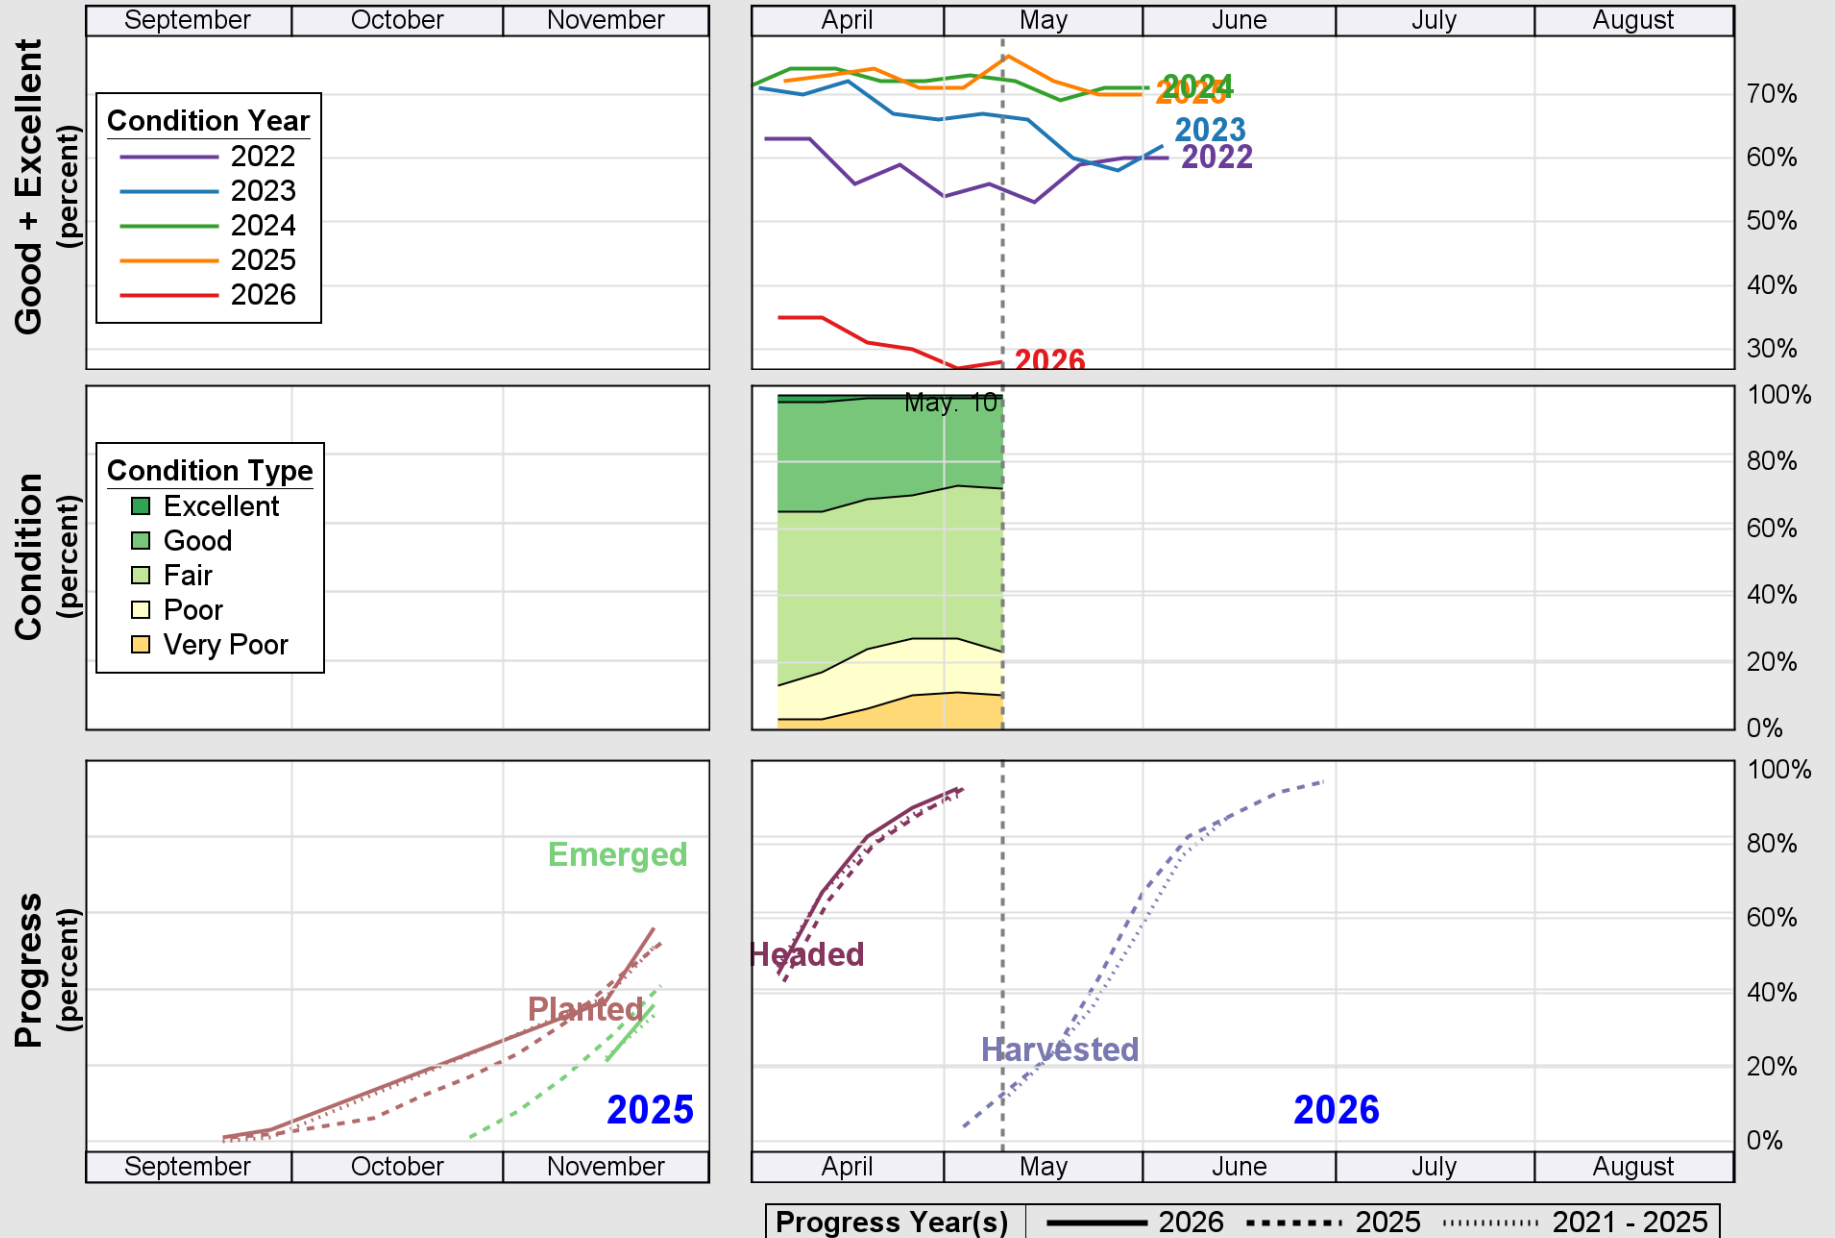 September October November April May June July August
Good + Excellent
(percent)
Condition Year
2022
2023
2024
2025
2026
2024
2025
2023
2022
2026
70%
60%
50%
40%
30%
Condition
(percent)
Condition Type
Excellent
Good
Fair
Poor
Very Poor
May. 10
100%
80%
60%
40%
20%
0%
Progress
(percent)
Emerged
Planted
2025
Headed
Harvested
2026
100%
80%
60%
40%
20%
0%
September October November April May June July August
Progress Year(s) 2026 2025 2021 - 2025